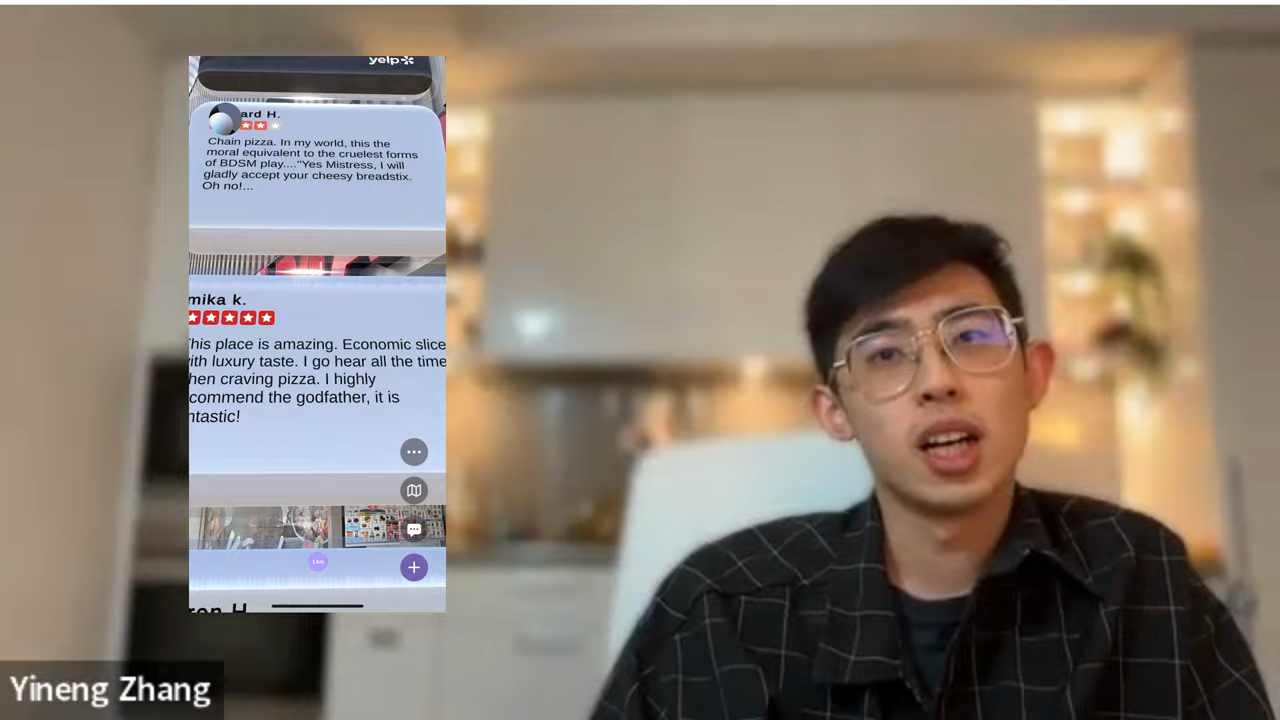 yelp
ard H.
Chain pizza. In my world, this the
moral equivalent to the cruelest forms
of BDSM play...."Yes Mistress, I will
gladly accept your cheesy breadstix.
Oh no!...
mika k.
his place is amazing. Economic slice
ith luxury taste. I go hear all the time
hen craving pizza. I highly
commend the godfather, it is
ntastic!
14m
ron H
Yineng Zhang